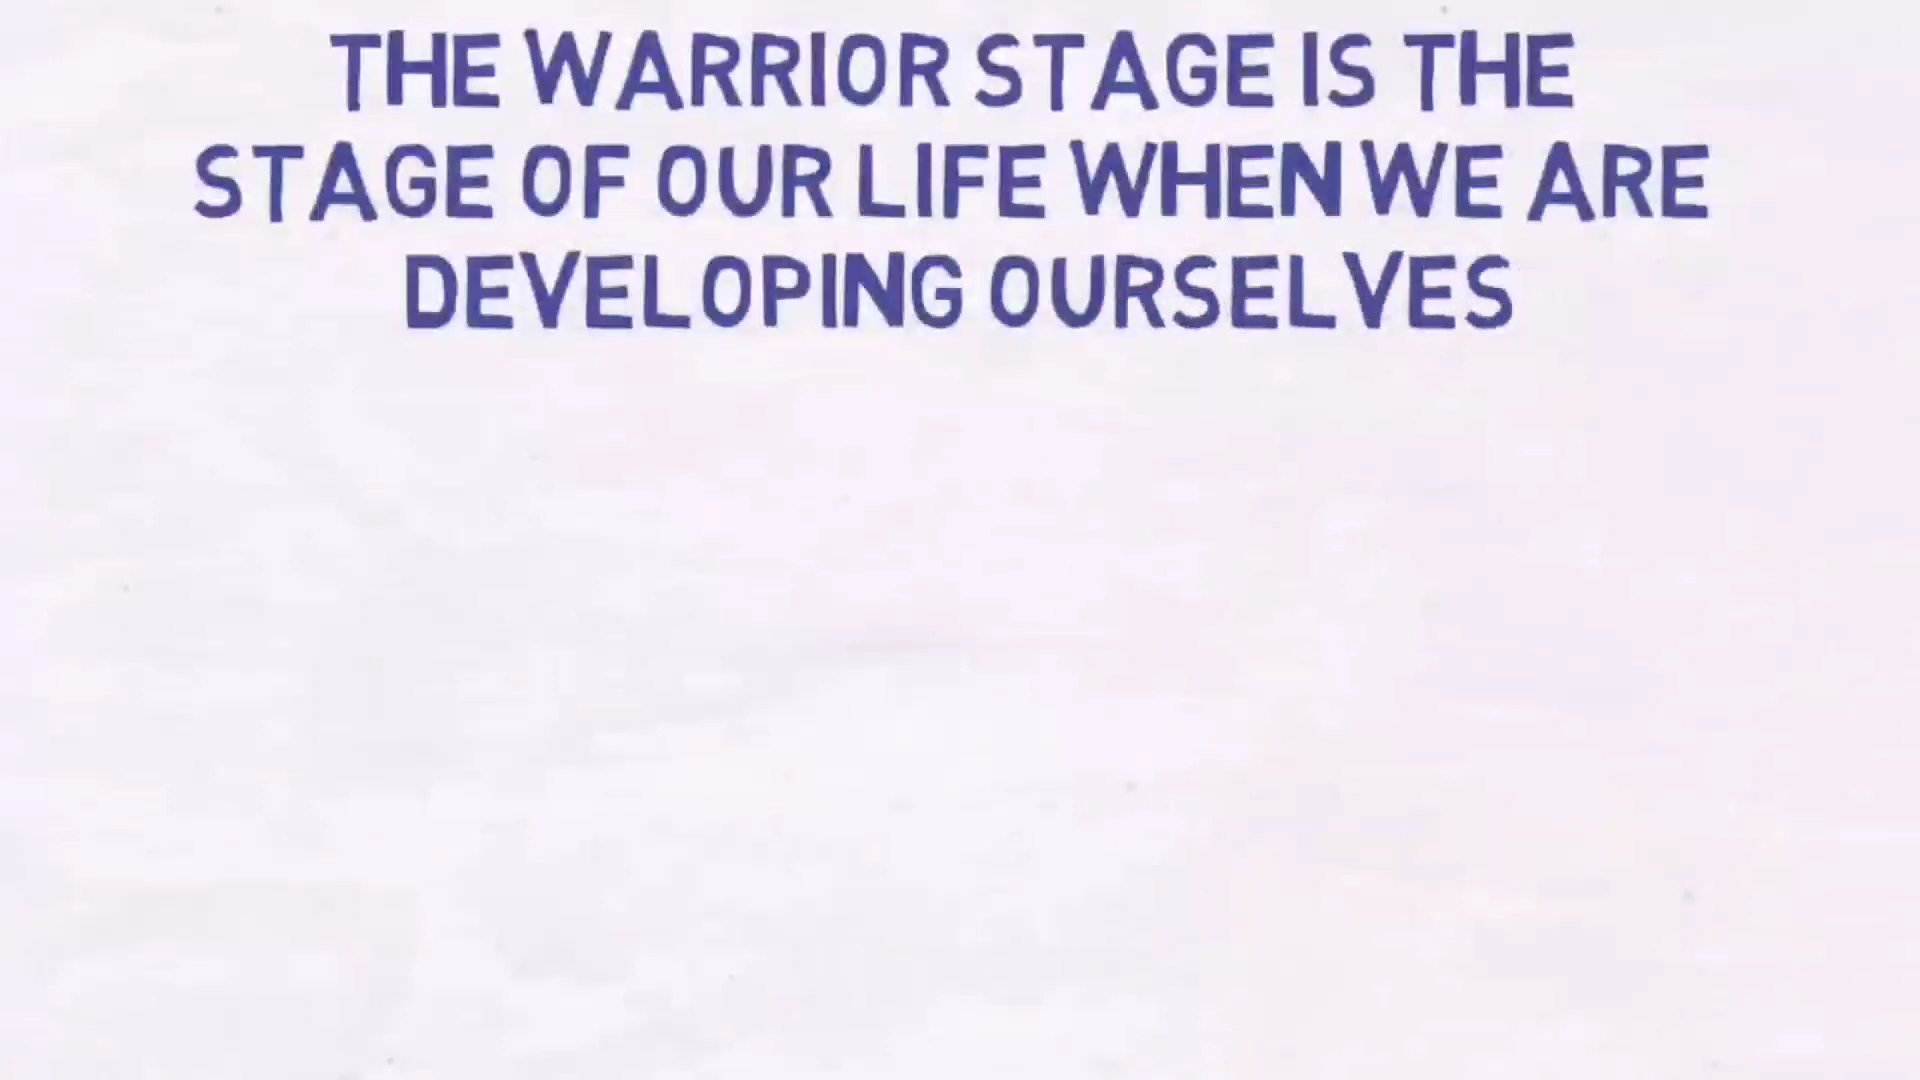 THE WARRIOR STAGE IS THE
STAGE OF OUR LIFE WHEN WE ARE
DEVELOPING OURSELVES